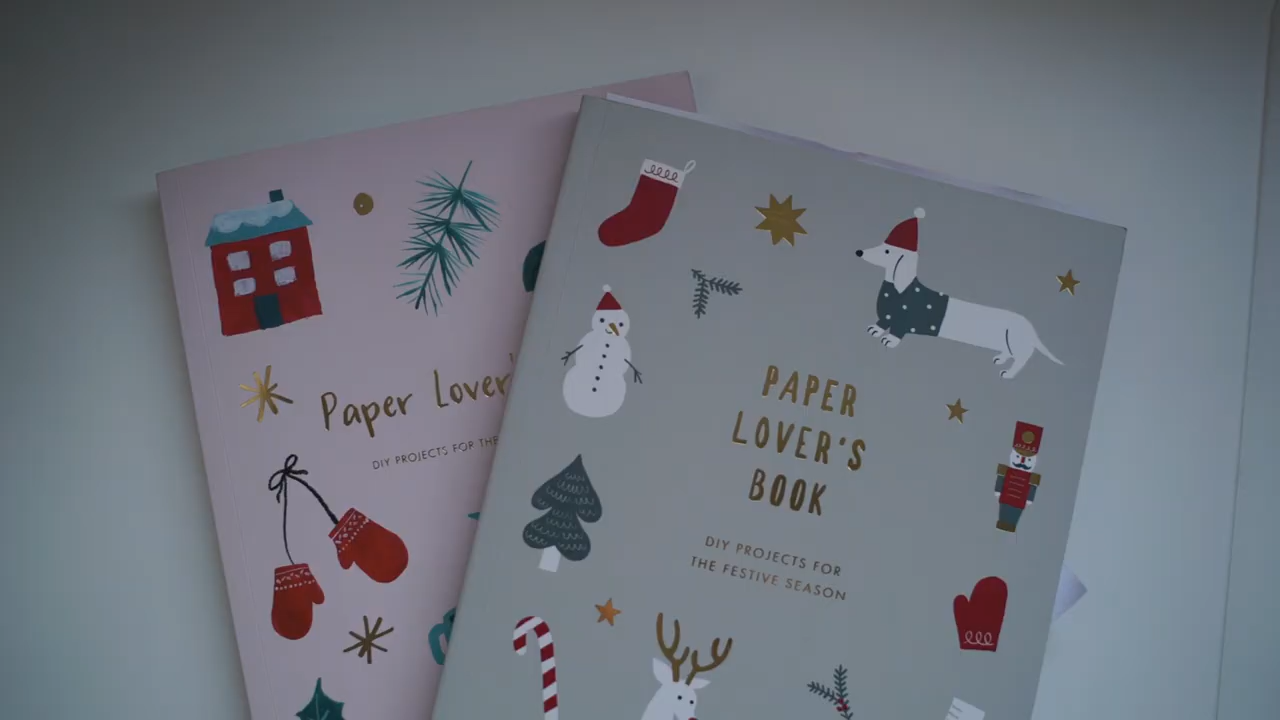 Paper Lover'
DIY PROJECTS FOR THE
PAPER
LOVER'S
BOOK
DIY PROJECTS FOR
THE FESTIVE SEASON